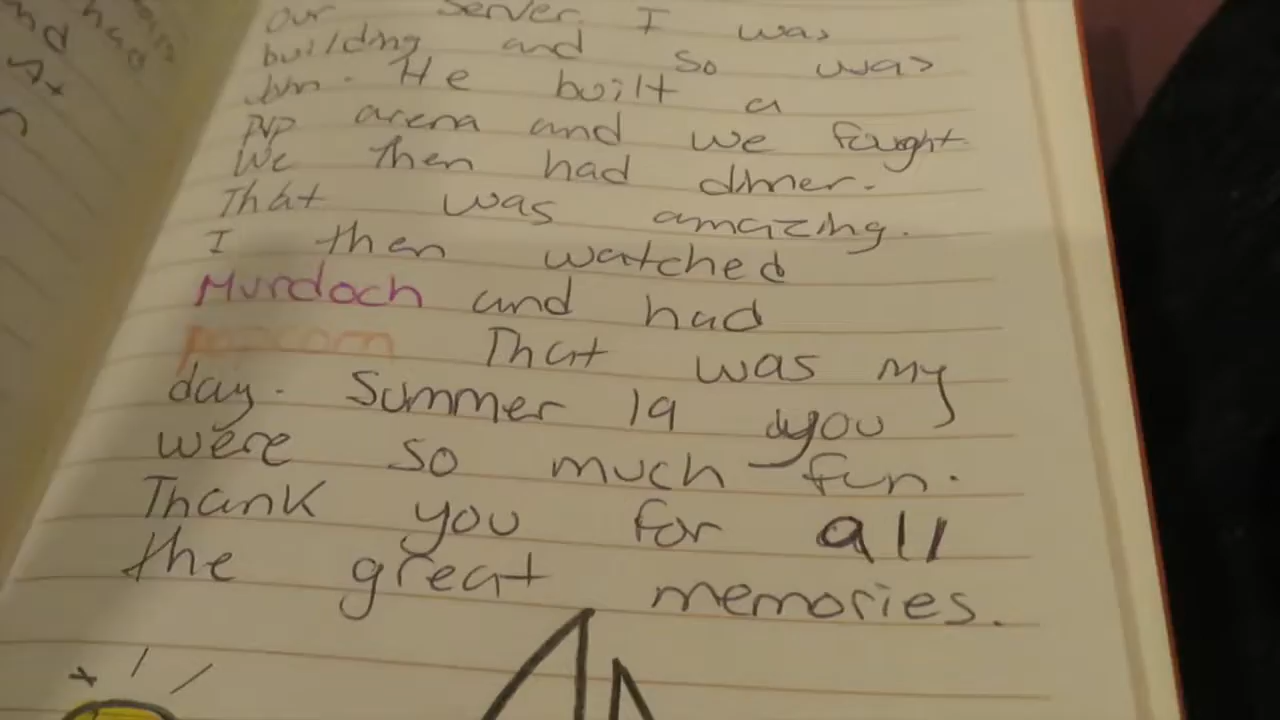 our server. I was
building and so was
He built a
pvp arena and we fought.
We then had dinner.
That was amazing.
I then watched
Murdoch and had
popcorn That was my
day. Summer 19 you
were so much fun.
Thank you for all
the great memories.
had